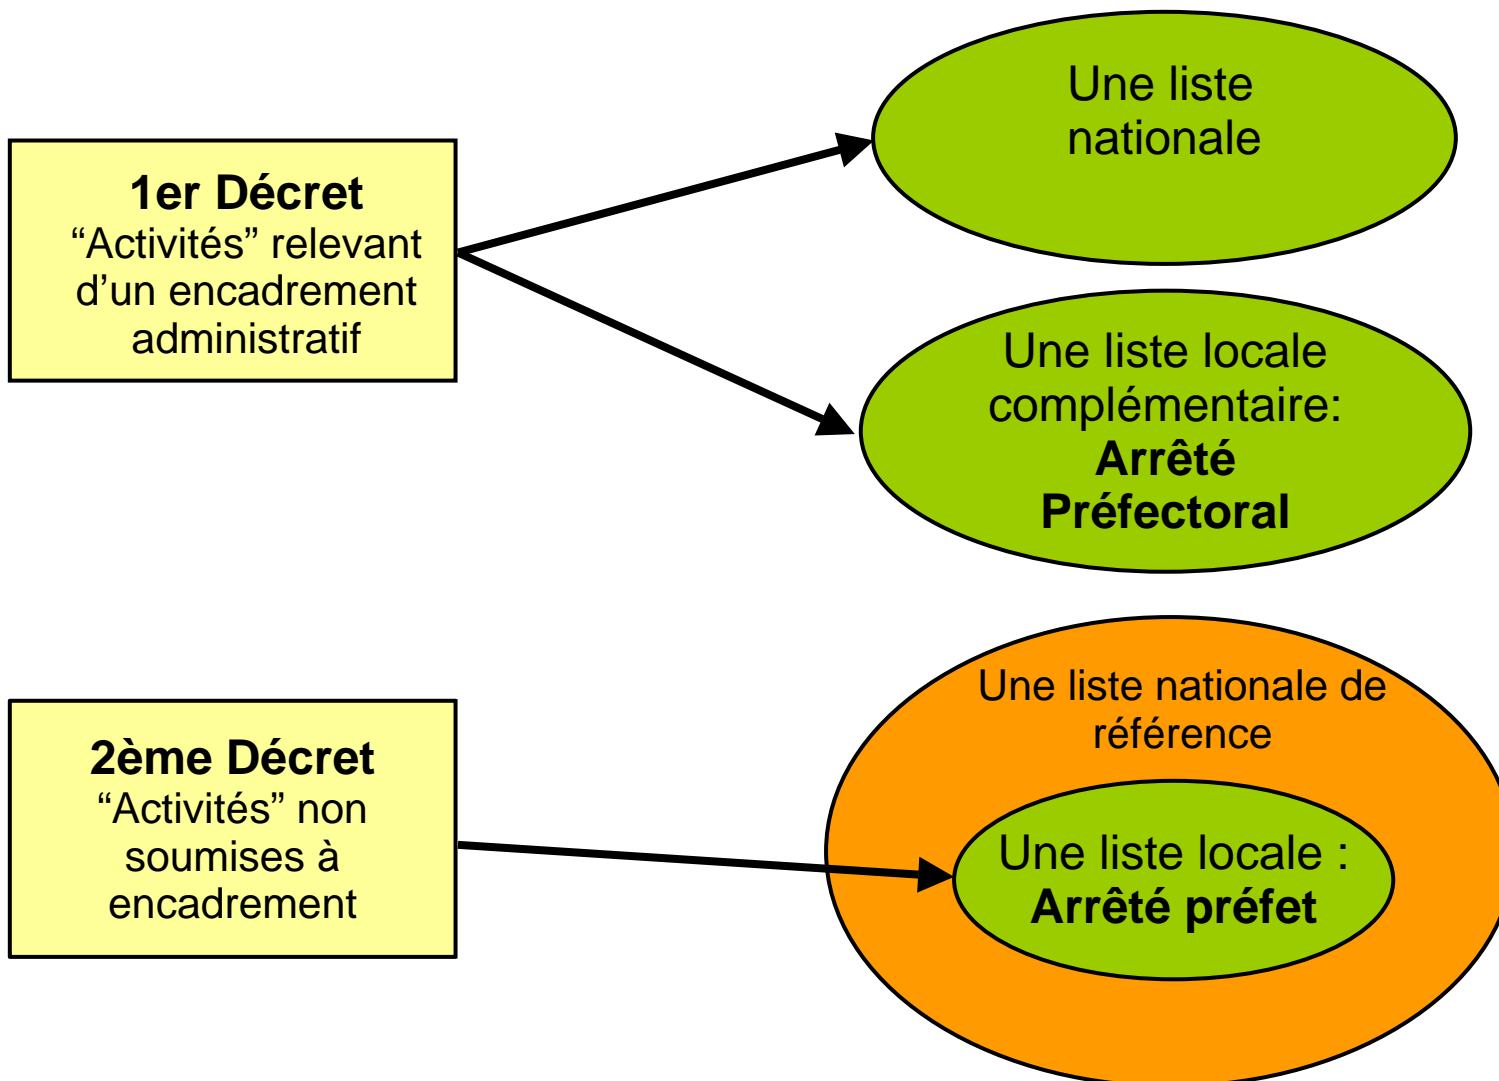 1er Décret
“Activités” relevant
d’un encadrement
administratif
Une liste
nationale
Une liste locale
complémentaire:
Arrêté
Préfectoral
2ème Décret
“Activités” non
soumises à
encadrement
Une liste nationale de
référence
Une liste locale :
Arrêté préfet